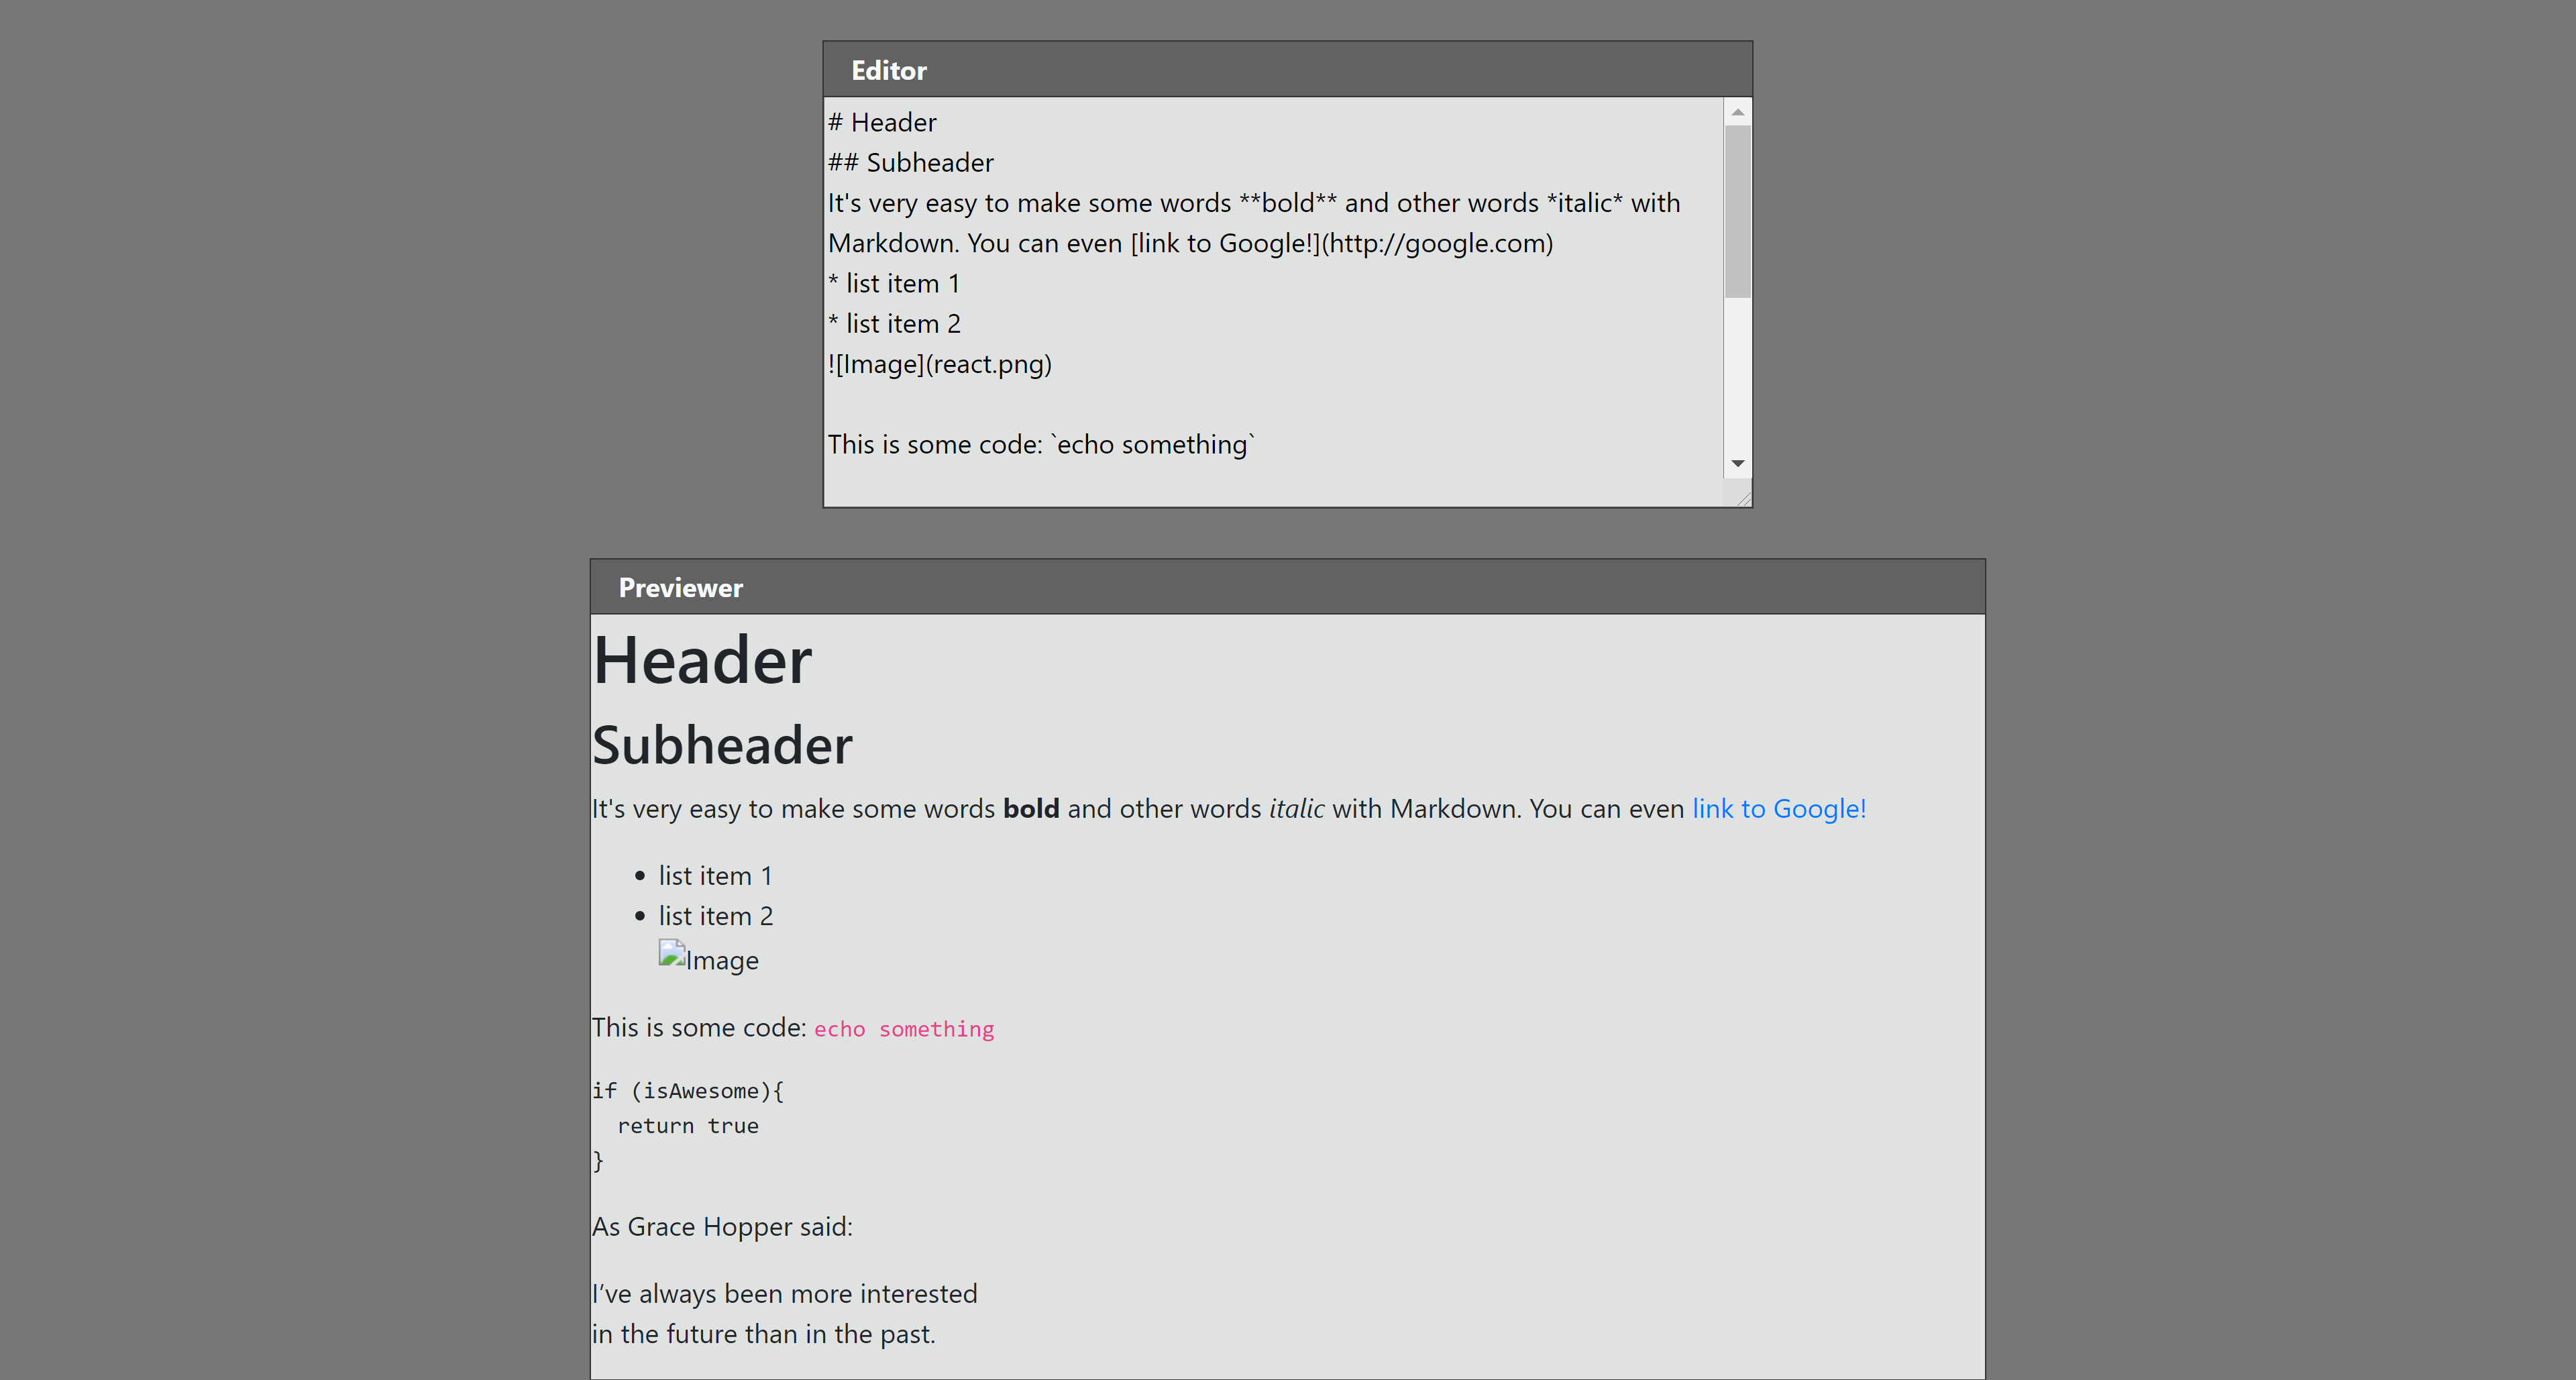 Editor
# Header
## Subheader
It's very easy to make some words **bold** and other words *italic* with
Markdown. You can even [link to Google!](http://google.com)
* list item 1
* list item 2
![Image](react.png)
This is some code: `echo something`
Previewer
Header
Subheader
It's very easy to make some words bold and other words italic with Markdown. You can even link to Google!
• list item 1
• list item 2
Image
This is some code: echo something
if (isAwesome){
  return true
}
As Grace Hopper said:
I’ve always been more interested
in the future than in the past.